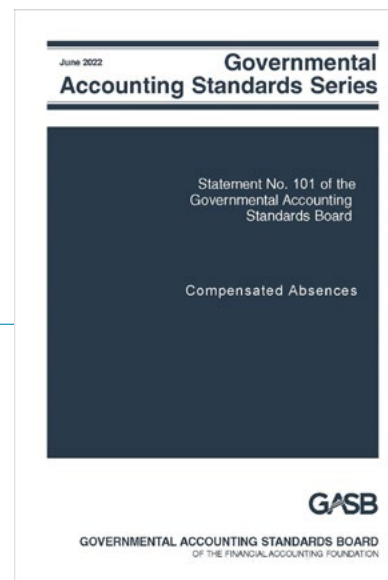 June 2022
Governmental
Accounting Standards Series
Statement No. 101 of the
Governmental Accounting
Standards Board
Compensated Absences
GASB
GOVERNMENTAL ACCOUNTING STANDARDS BOARD
OF THE FINANCIAL ACCOUNTING FOUNDATION